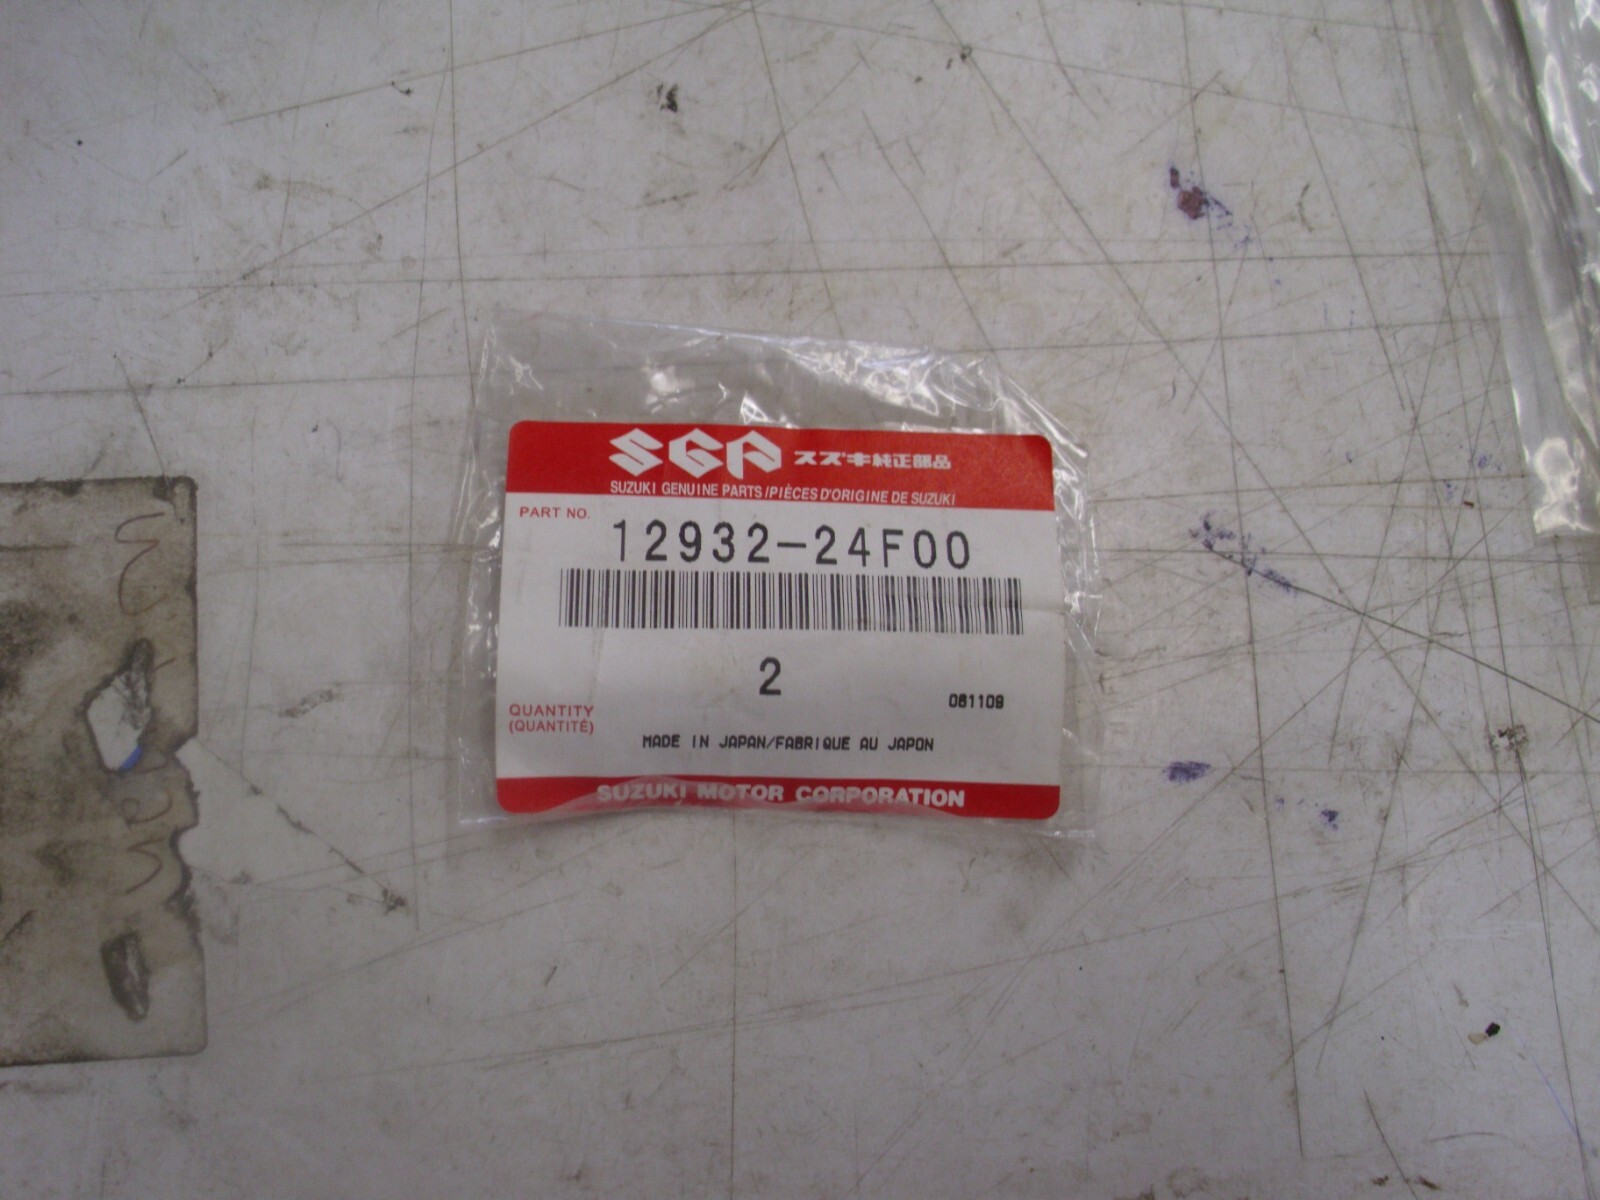 SGP スズキ純正部品
SUZUKI GENUINE PARTS/PIÈCES D'ORIGINE DE SUZUKI
PART NO. 12932-24F00
2
QUANTITY
(QUANTITÉ)
061109
MADE IN JAPAN/FABRIQUE AU JAPON
SUZUKI MOTOR CORPORATION